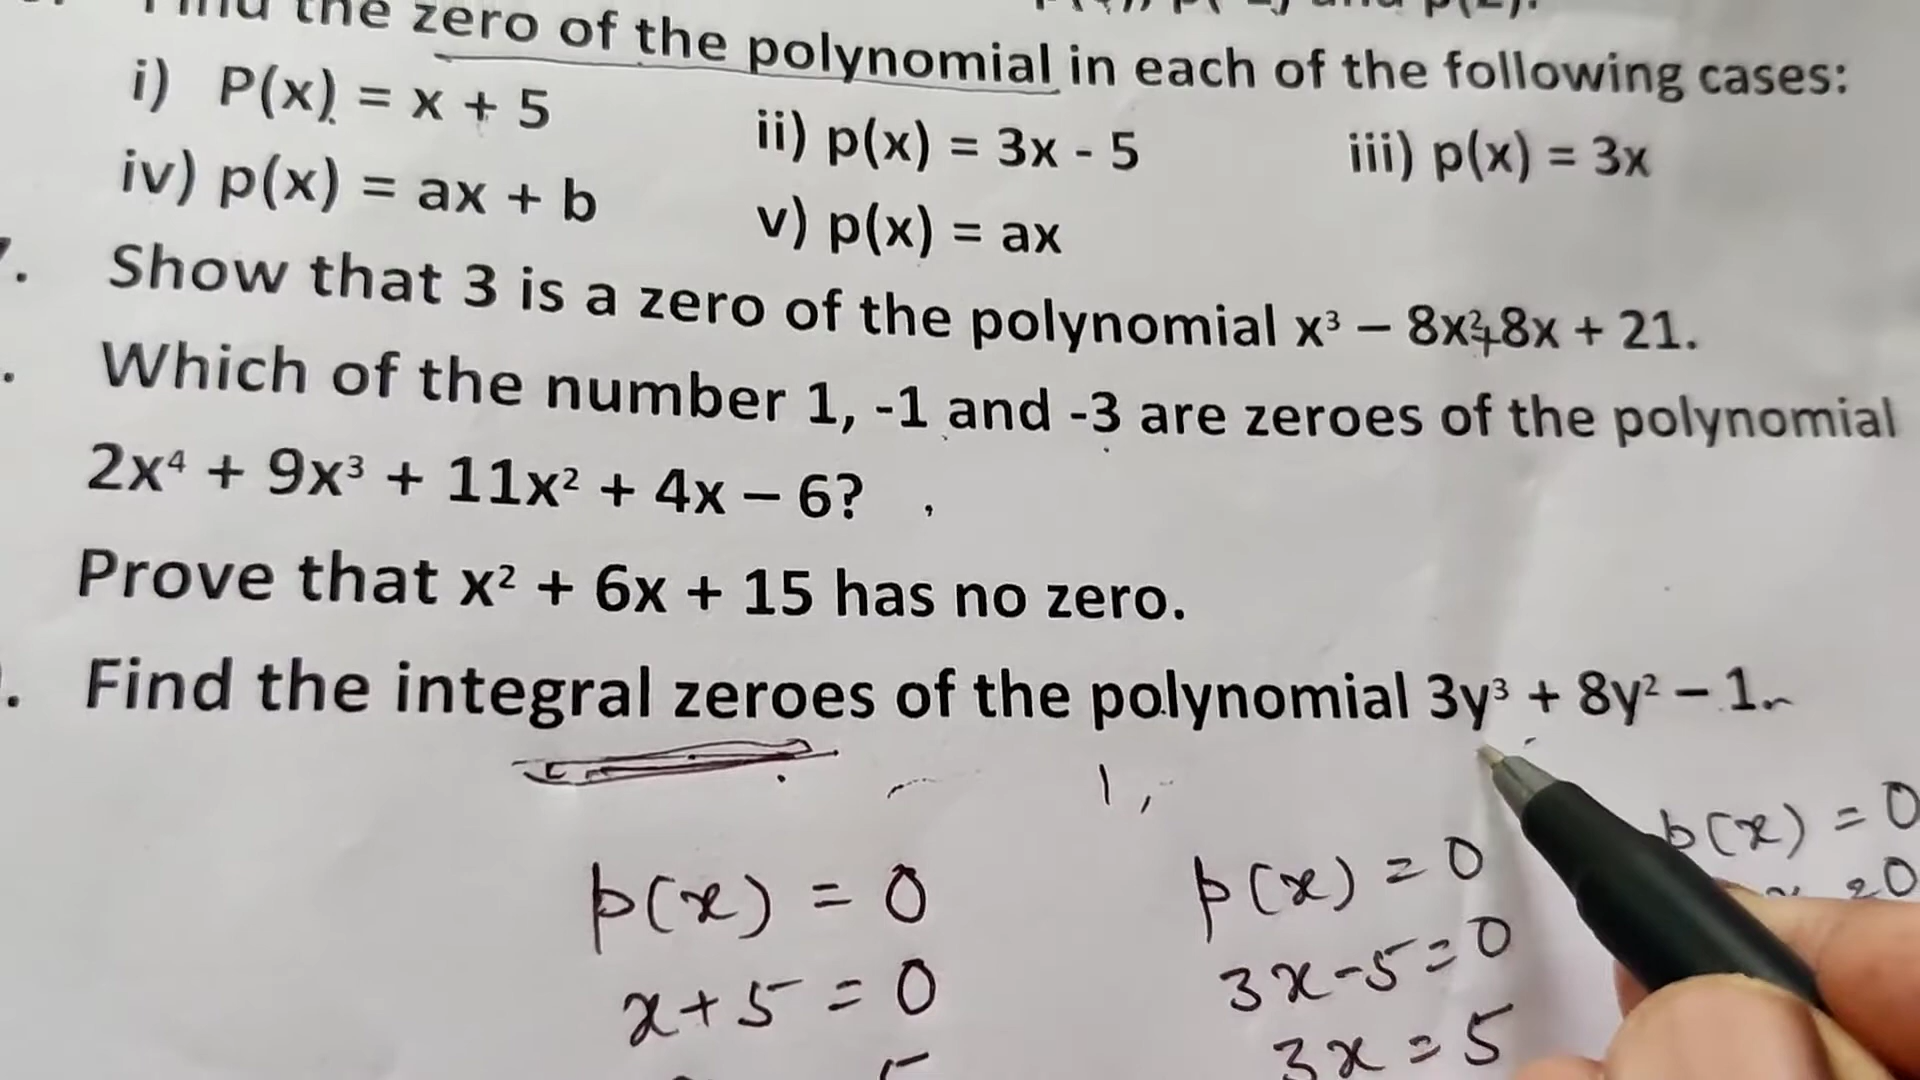 the zero of the polynomial in each of the following cases:
i) P(x) = x + 5 ii) p(x) = 3x - 5 iii) p(x) = 3x
iv) p(x) = ax + b v) p(x) = ax
. Show that 3 is a zero of the polynomial x³ – 8x²+8x + 21.
. Which of the number 1, -1 and -3 are zeroes of the polynomial
2x⁴ + 9x³ + 11x² + 4x – 6?
Prove that x² + 6x + 15 has no zero.
. Find the integral zeroes of the polynomial 3y³ + 8y² – 1
1,
p(x) = 0 p(x) = 0 p(x) = 0
x + 5 = 0 3x - 5 = 0
3x = 5